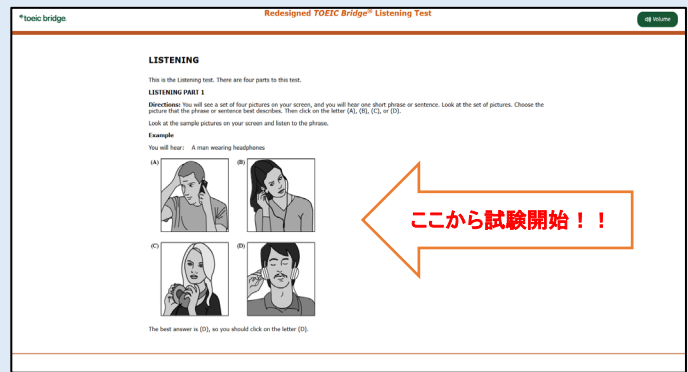 *toeic bridge.
Redesigned TOEIC Bridge® Listening Test
Volume
LISTENING
This is the Listening test. There are four parts to this test.
LISTENING PART 1
Directions: You will see a set of four pictures on your screen, and you will hear one short phrase or sentence. Look at the set of pictures. Choose the
picture that the phrase or sentence best describes. Then click on the letter (A), (B), (C), or (D).
Look at the sample pictures on your screen and listen to the phrase.
Example
You will hear: A man wearing headphones
(A)
(B)
ここから試験開始！！
(C)
(D)
The best answer is (D), so you should click on the letter (D).